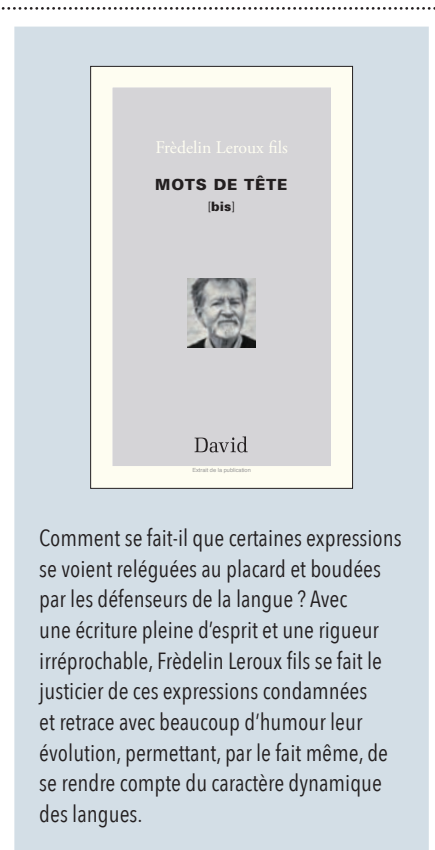 Frèdelin Leroux fils
MOTS DE TÊTE
[bis]
David
Extrait de la publication
Comment se fait-il que certaines expressions
se voient reléguées au placard et boudées
par les défenseurs de la langue ? Avec
une écriture pleine d’esprit et une rigueur
irréprochable, Frèdelin Leroux fils se fait le
justicier de ces expressions condamnées
et retrace avec beaucoup d’humour leur
évolution, permettant, par le fait même, de
se rendre compte du caractère dynamique
des langues.